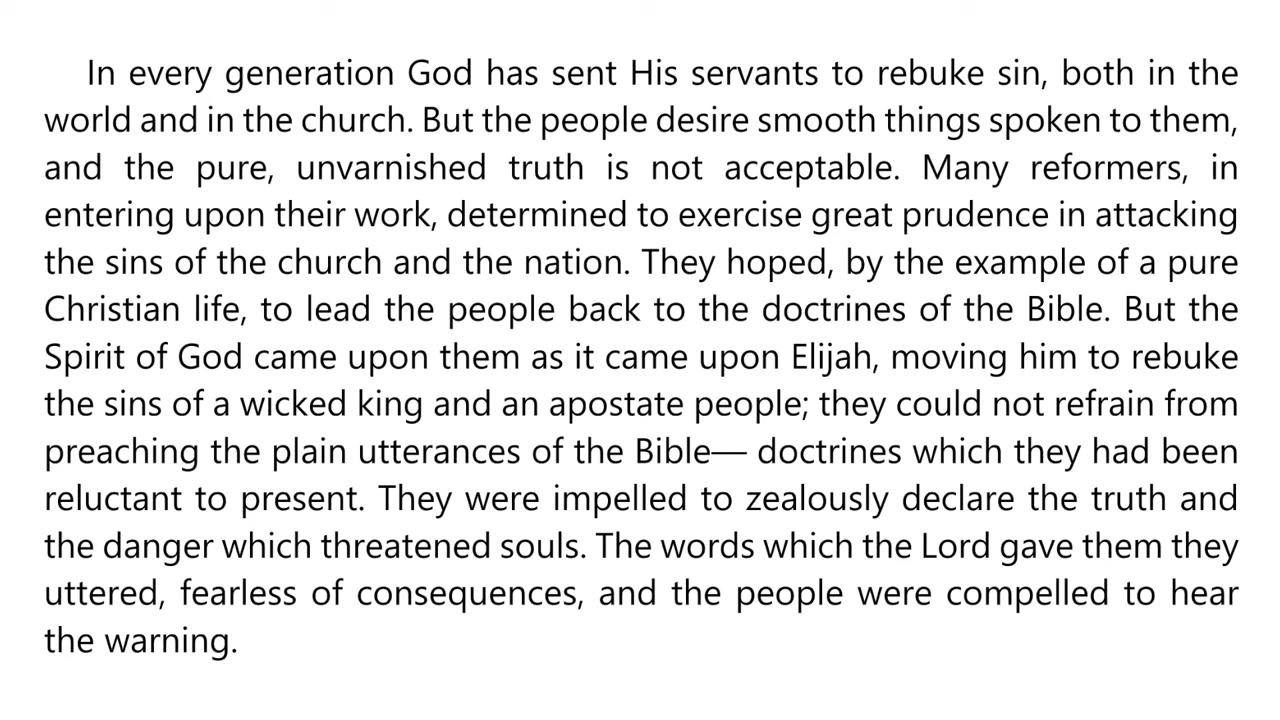 In every generation God has sent His servants to rebuke sin, both in the
world and in the church. But the people desire smooth things spoken to them,
and the pure, unvarnished truth is not acceptable. Many reformers, in
entering upon their work, determined to exercise great prudence in attacking
the sins of the church and the nation. They hoped, by the example of a pure
Christian life, to lead the people back to the doctrines of the Bible. But the
Spirit of God came upon them as it came upon Elijah, moving him to rebuke
the sins of a wicked king and an apostate people; they could not refrain from
preaching the plain utterances of the Bible— doctrines which they had been
reluctant to present. They were impelled to zealously declare the truth and
the danger which threatened souls. The words which the Lord gave them they
uttered, fearless of consequences, and the people were compelled to hear
the warning.